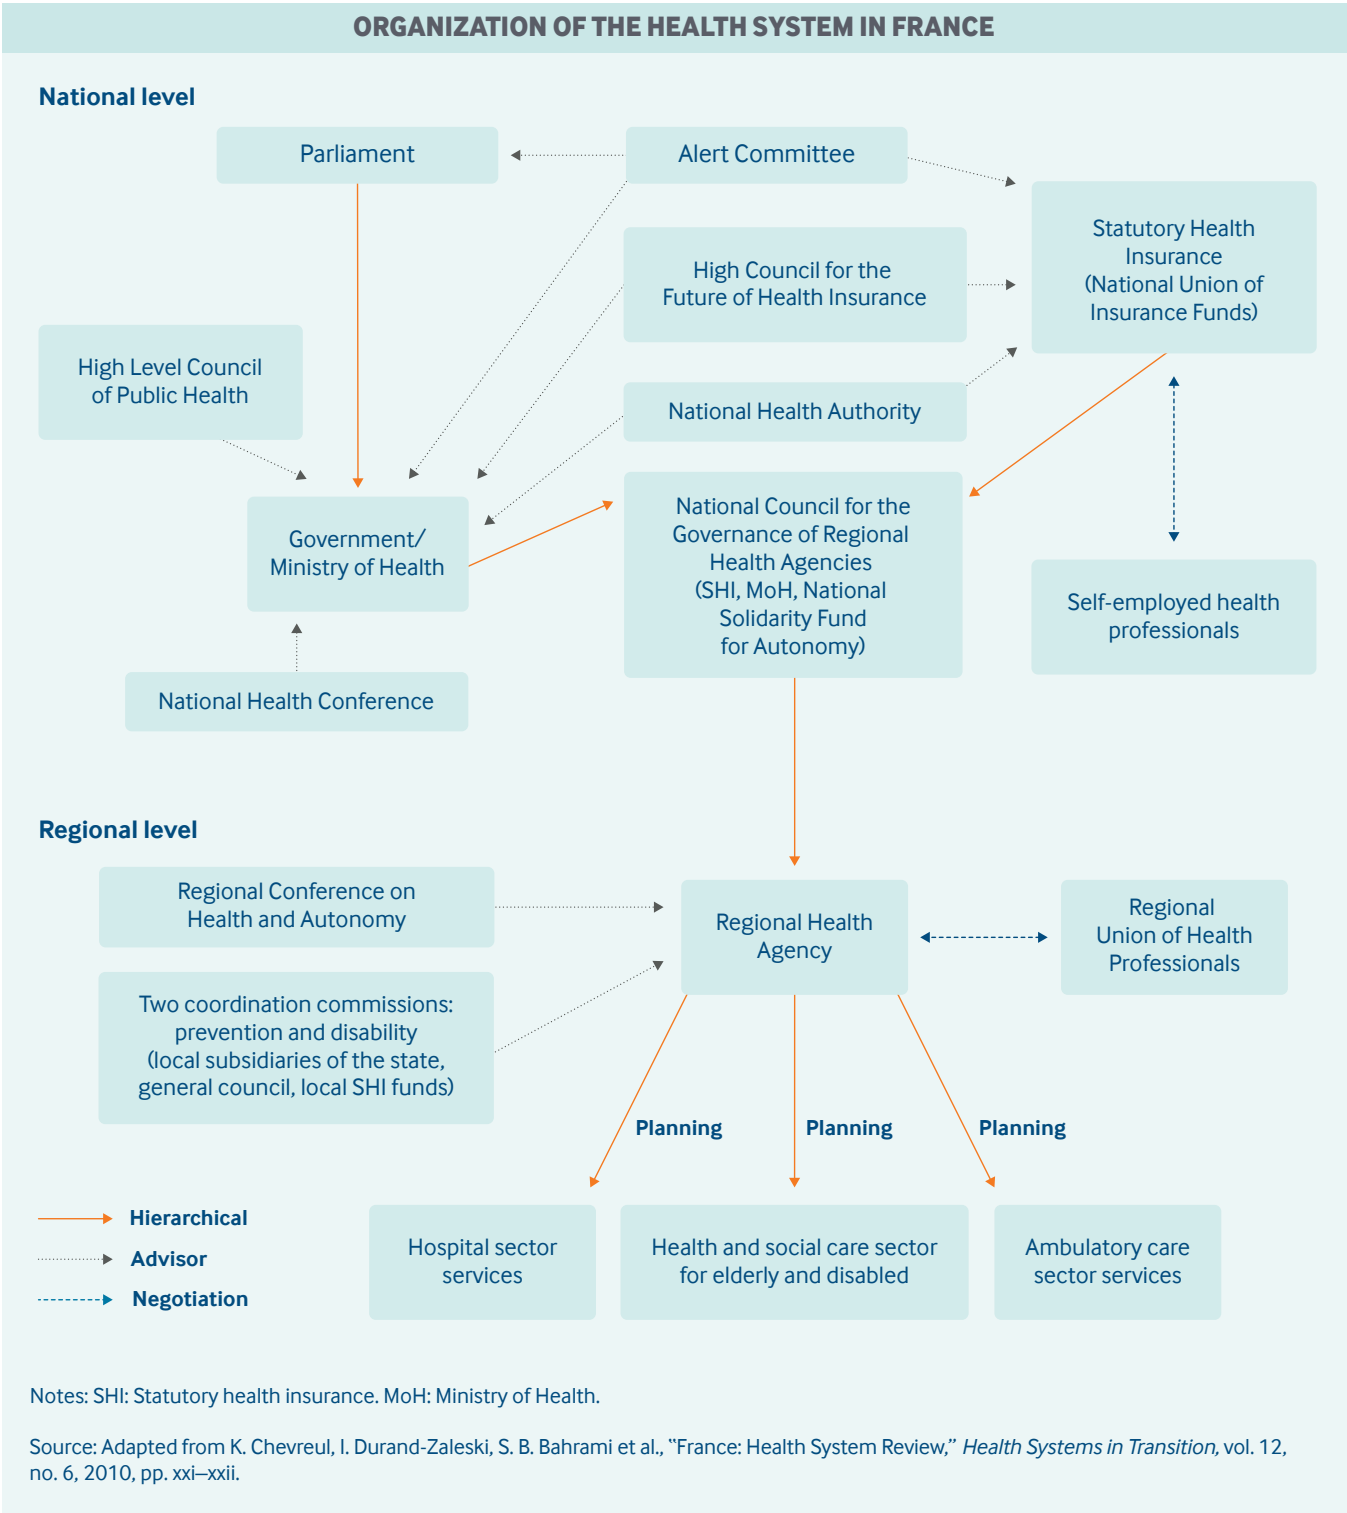 ORGANIZATION OF THE HEALTH SYSTEM IN FRANCE
National level
Parliament
Alert Committee
Statutory Health
Insurance
(National Union of
Insurance Funds)
High Council for the
Future of Health Insurance
High Level Council
of Public Health
National Health Authority
Government/
Ministry of Health
National Council for the
Governance of Regional
Health Agencies
(SHI, MoH, National
Solidarity Fund
for Autonomy)
Self-employed health
professionals
National Health Conference
Regional level
Regional Conference on
Health and Autonomy
Regional Health
Agency
Regional
Union of Health
Professionals
Two coordination commissions:
prevention and disability
(local subsidiaries of the state,
general council, local SHI funds)
Planning
Planning
Planning
Hierarchical
Advisor
Negotiation
Hospital sector
services
Health and social care sector
for elderly and disabled
Ambulatory care
sector services
Notes: SHI: Statutory health insurance. MoH: Ministry of Health.
Source: Adapted from K. Chevreul, I. Durand-Zaleski, S. B. Bahrami et al., “France: Health System Review,” Health Systems in Transition, vol. 12,
no. 6, 2010, pp. xxi–xxii.